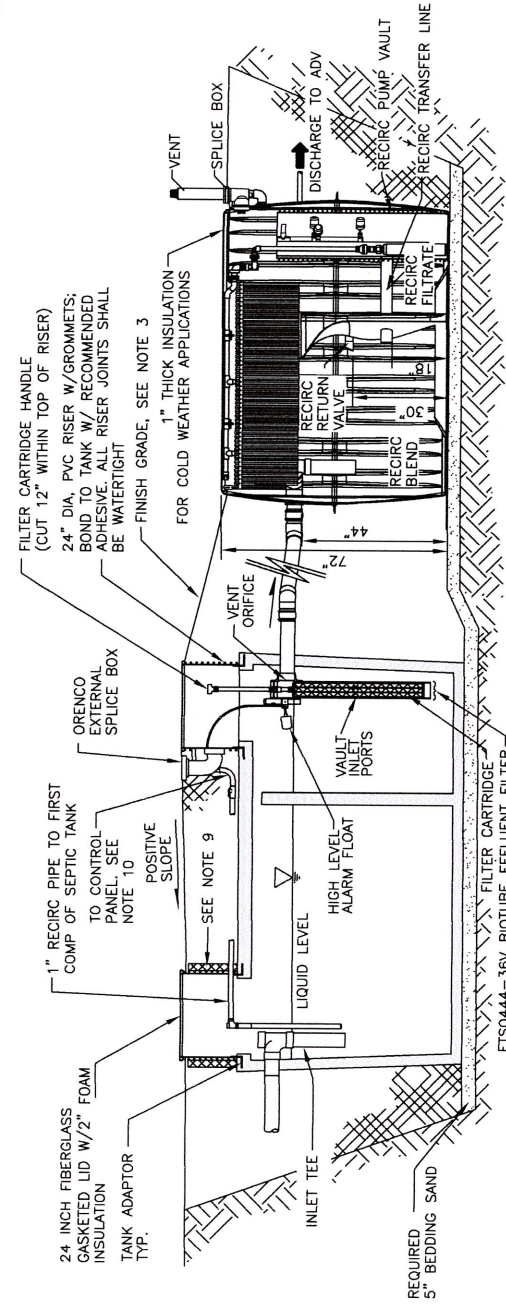 FILTER CARTRIDGE HANDLE
(CUT 12" WITHIN TOP OF RISER)
24" DIA, PVC RISER W/GROMMETS;
BOND TO TANK W/ RECOMMENDED
ADHESIVE. ALL RISER JOINTS SHALL
BE WATERTIGHT
FINISH GRADE, SEE NOTE 3
1" THICK INSULATION
FOR COLD WEATHER APPLICATIONS
VENT
SPLICE BOX
DISCHARGE TO ADV
RECIRC PUMP VAULT
RECIRC TRANSFER LINE
ORENCO
EXTERNAL
SPLICE BOX
1" RECIRC PIPE TO FIRST
COMP OF SEPTIC TANK
TO CONTROL
PANEL. SEE
NOTE 10
POSITIVE
SLOPE
SEE NOTE 9
24 INCH FIBERGLASS
GASKETED LID W/2" FOAM
INSULATION
TANK ADAPTOR
TYP.
LIQUID LEVEL
INLET TEE
HIGH LEVEL
ALARM FLOAT
VENT
ORIFICE
VAULT
INLET
PORTS
FILTER CARTRIDGE
FTS0444-36V BIOTUBE EFFLUENT FILTER
72"
44"
RECIRC
RETURN
VALVE
RECIRC
BLEND
30"
18"
RECIRC
FILTRATE
REQUIRED
5" BEDDING SAND